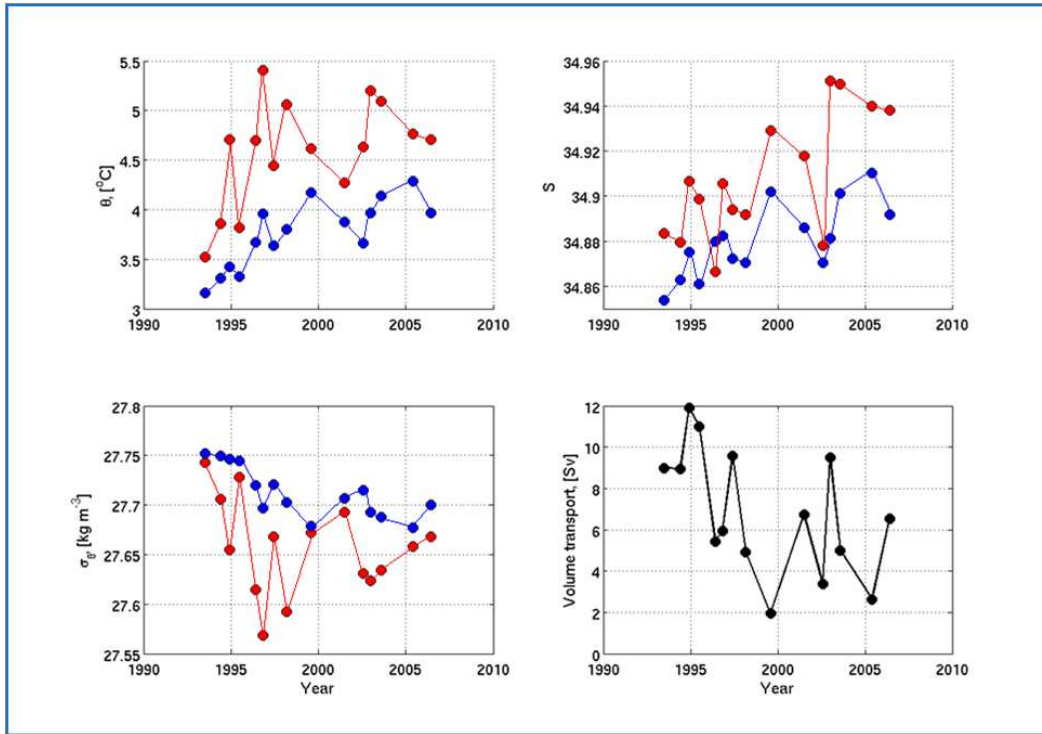 5.5
5
4.5
4
3.5
3
θ, [⁰C]
1990 1995 2000 2005 2010
34.96
34.94
34.92
34.9
34.88
34.86
S
1990 1995 2000 2005 2010
27.8
27.75
27.7
27.65
27.6
27.55
σ_θ, [kg m⁻³]
1990 1995 2000 2005 2010
Year
12
10
8
6
4
2
0
Volume transport, [Sv]
1990 1995 2000 2005 2010
Year